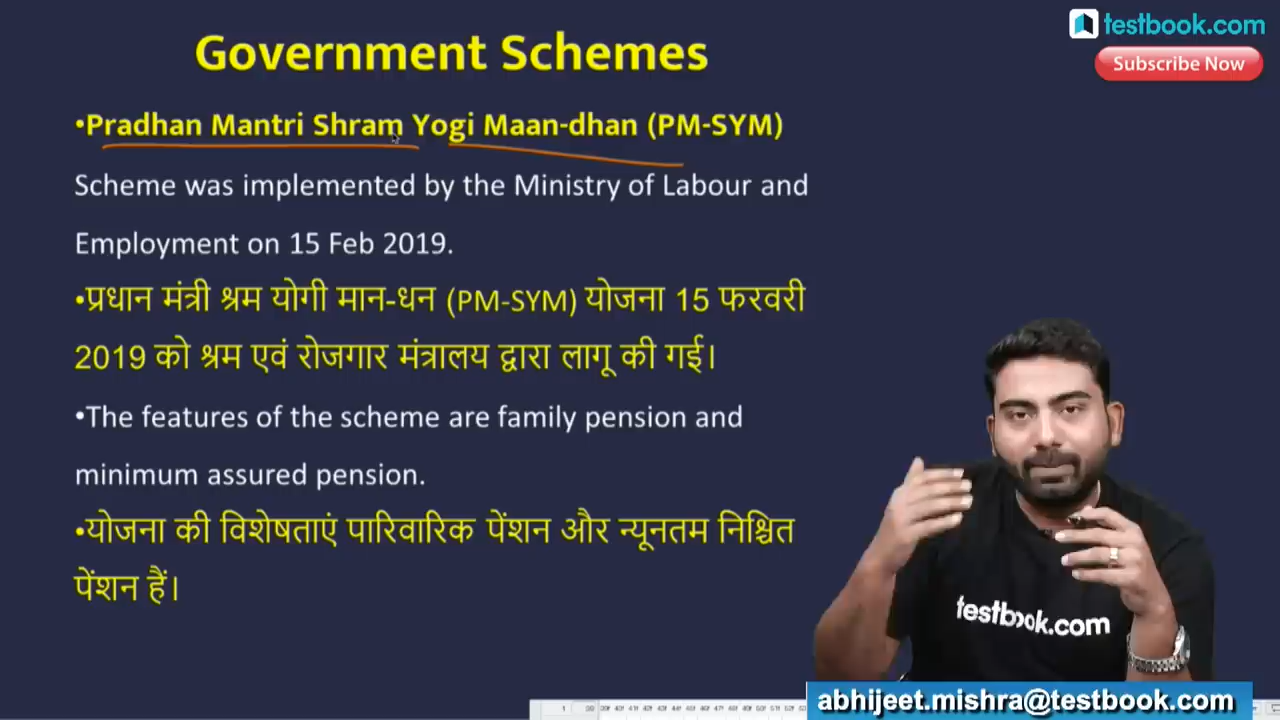 testbook.com
Subscribe Now
Government Schemes
•Pradhan Mantri Shram Yogi Maan-dhan (PM-SYM)
Scheme was implemented by the Ministry of Labour and
Employment on 15 Feb 2019.
•प्रधान मंत्री श्रम योगी मान-धन (PM-SYM) योजना 15 फरवरी
2019 को श्रम एवं रोजगार मंत्रालय द्वारा लागू की गई।
•The features of the scheme are family pension and
minimum assured pension.
•योजना की विशेषताएं पारिवारिक पेंशन और न्यूनतम निश्चित
पेंशन हैं।
testbook.com
abhijeet.mishra@testbook.com